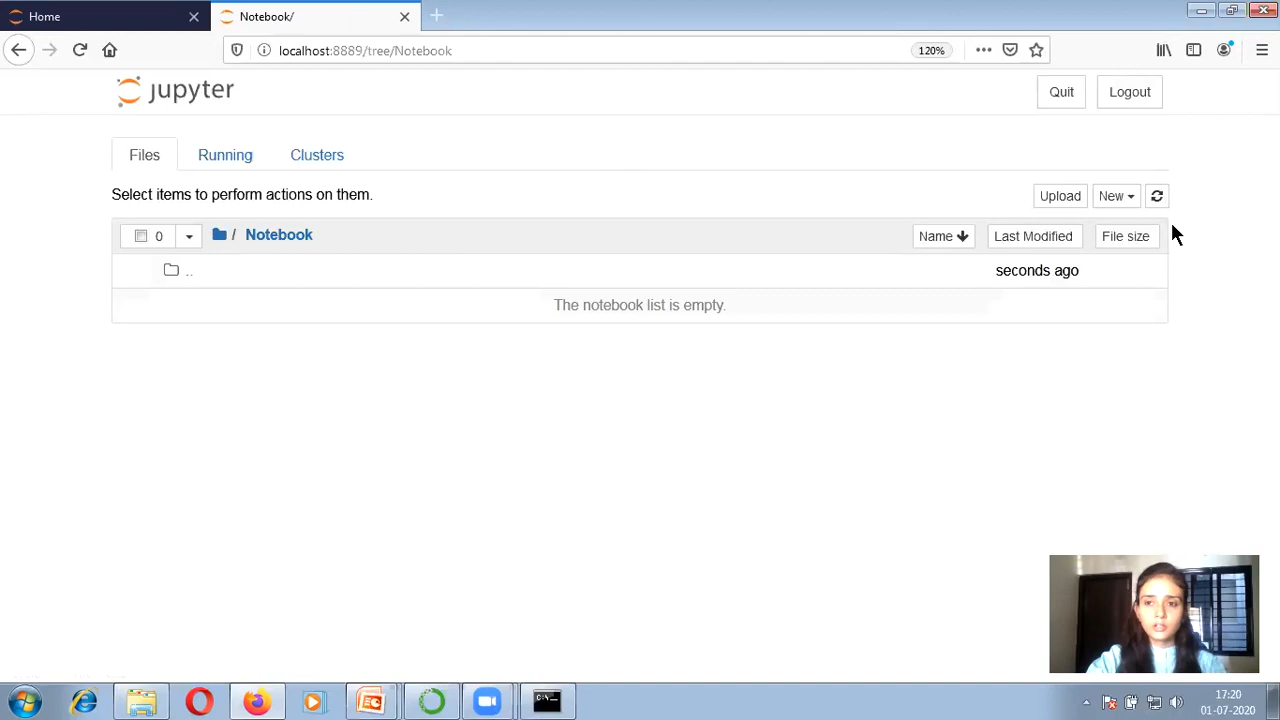 Home
Notebook/
localhost:8889/tree/Notebook
120%
jupyter
Quit
Logout
Files
Running
Clusters
Select items to perform actions on them.
Upload
New
0
/ Notebook
Name
Last Modified
File size
..
seconds ago
The notebook list is empty.
17:20
01-07-2020